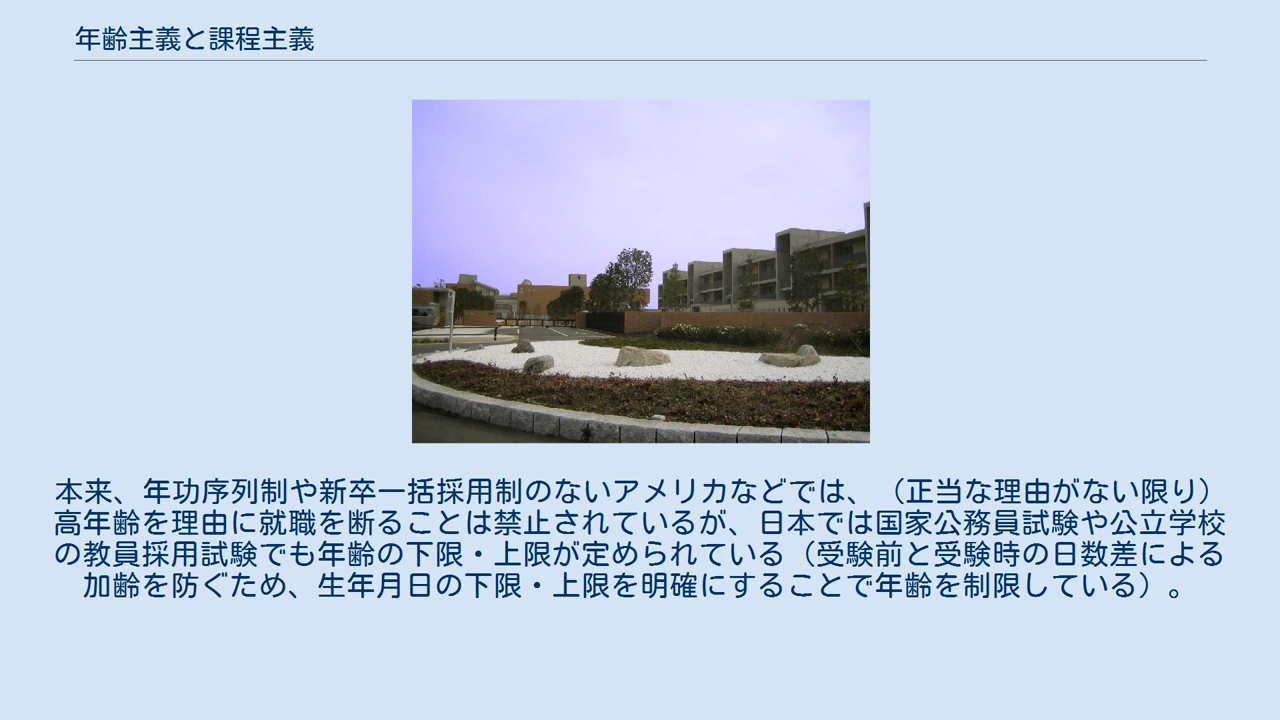 年齢主義と課程主義
本来、年功序列制や新卒一括採用制のないアメリカなどでは、（正当な理由がない限り）
高年齢を理由に就職を断ることは禁止されているが、日本では国家公務員試験や公立学校
の教員採用試験でも年齢の下限・上限が定められている（受験前と受験時の日数差による
加齢を防ぐため、生年月日の下限・上限を明確にすることで年齢を制限している）。